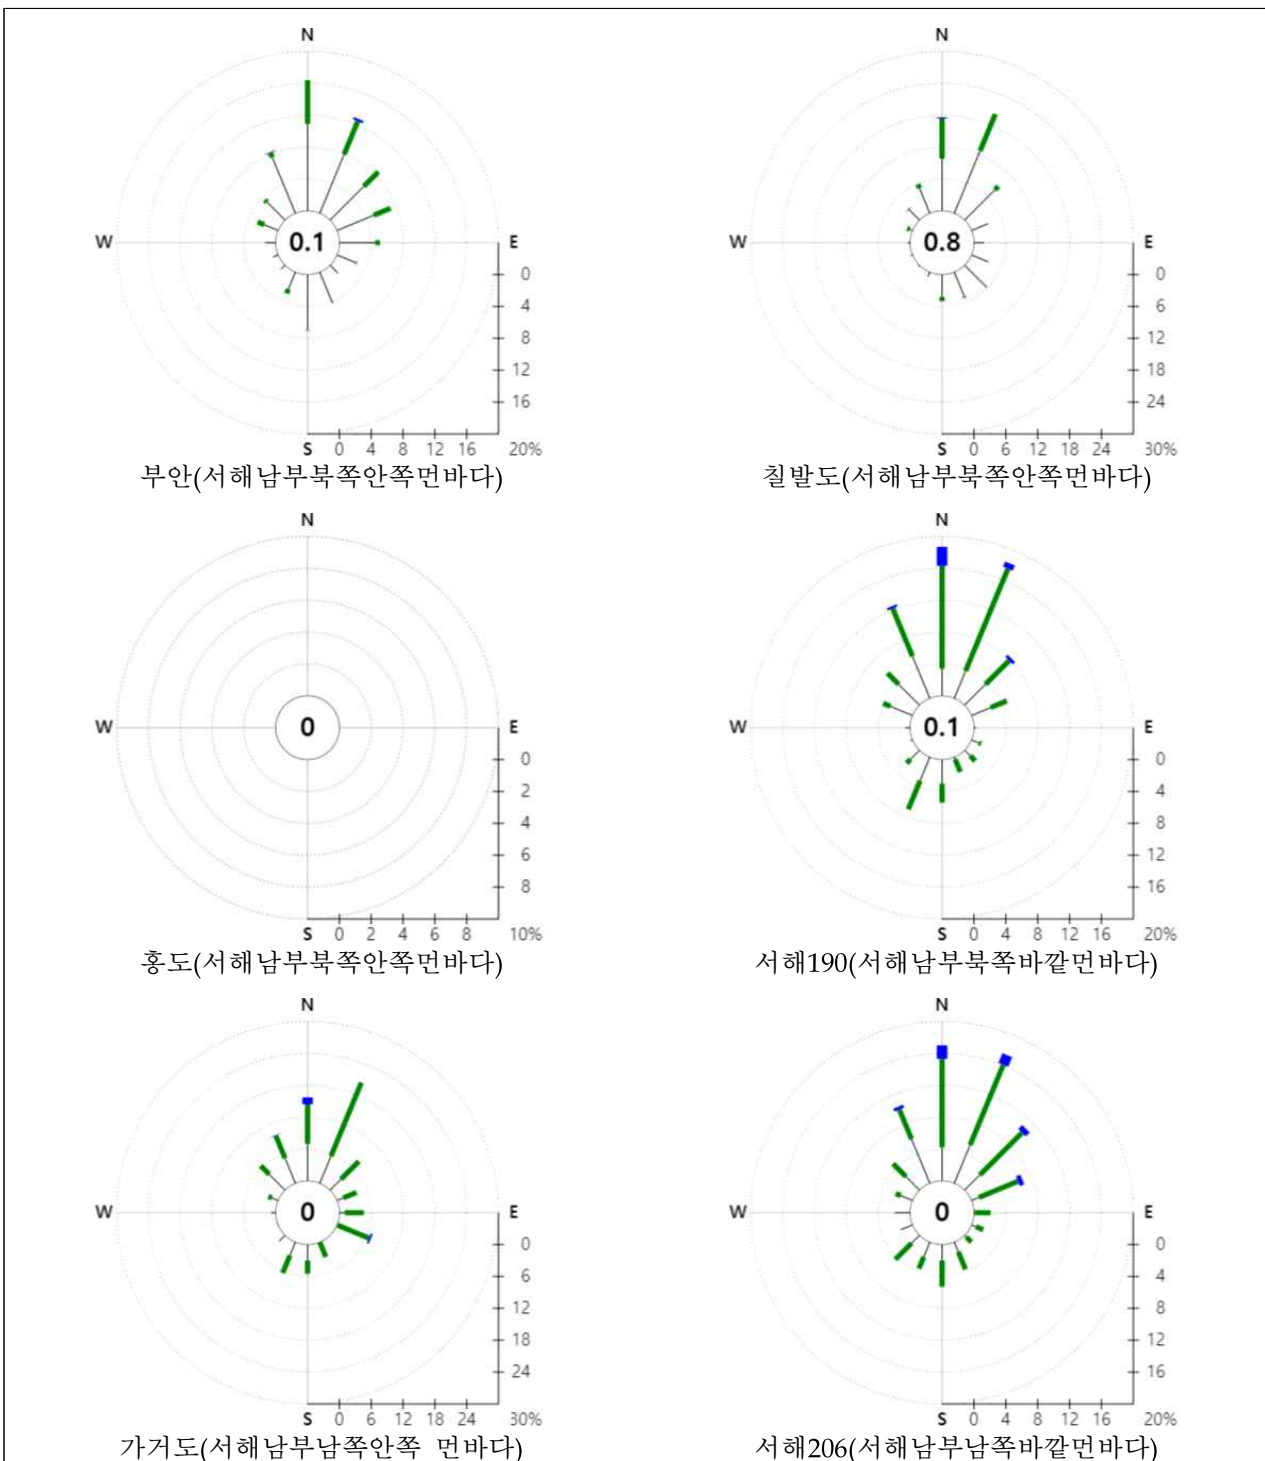 N
N
W
0.1
E
W
0.8
E
0
0
4
6
8
12
12
18
16
24
S 0 4 8 12 16 20%
S 0 6 12 18 24 30%
부안(서해남부북쪽안쪽먼바다)
칠발도(서해남부북쪽안쪽먼바다)
N
N
W
0
E
W
0.1
E
0
0
2
4
4
8
6
12
8
16
S 0 2 4 6 8 10%
S 0 4 8 12 16 20%
홍도(서해남부북쪽안쪽먼바다)
서해190(서해남부북쪽바깥먼바다)
N
N
W
0
E
W
0
E
0
0
6
4
12
8
18
12
24
16
S 0 6 12 18 24 30%
S 0 4 8 12 16 20%
가거도(서해남부남쪽안쪽 먼바다)
서해206(서해남부남쪽바깥먼바다)